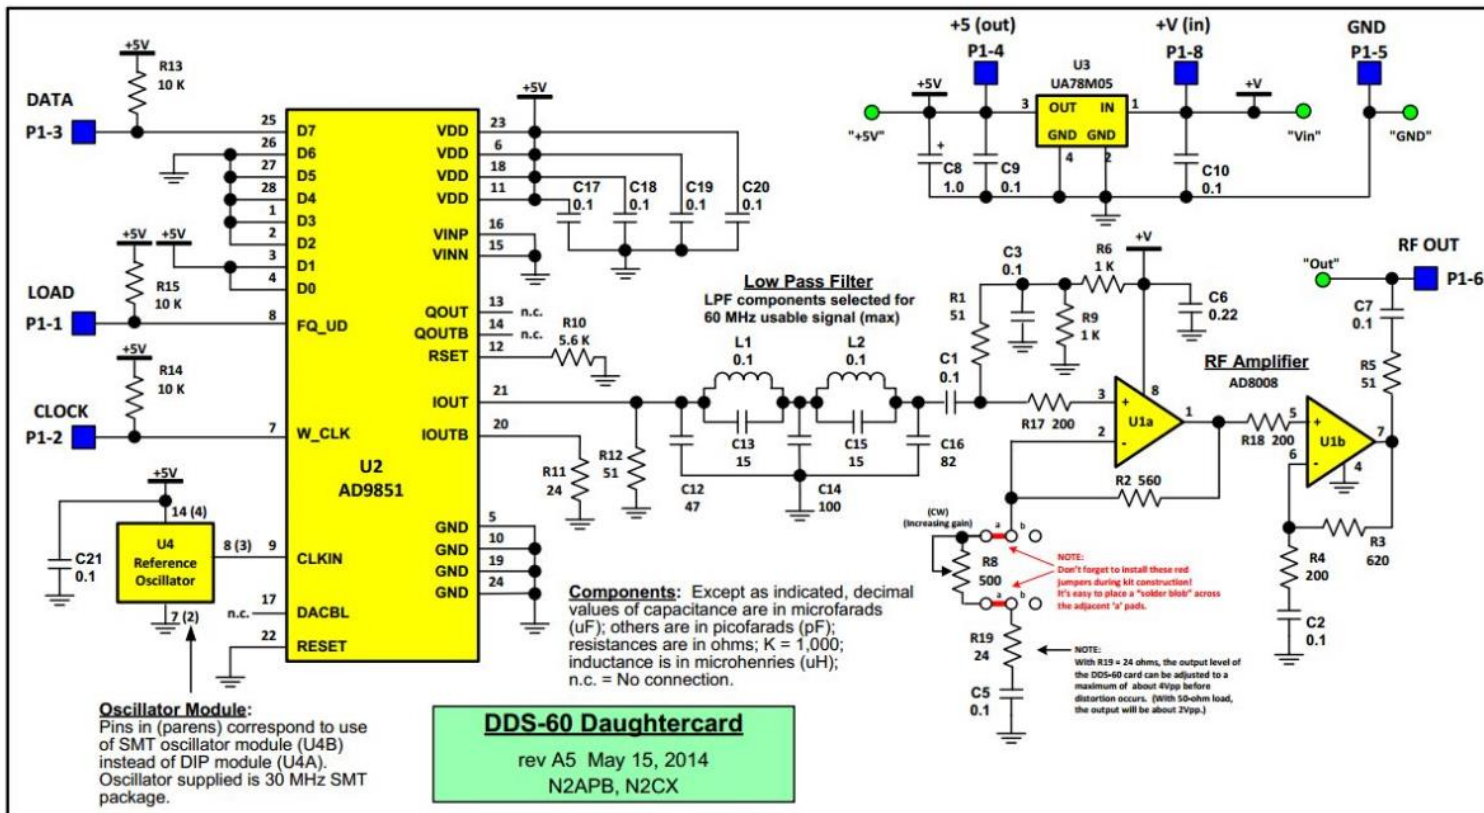 +5 (out)
P1-4
+V (in)
P1-8
GND
P1-5
+5V
R13
10 K
DATA
P1-3
25
D7
26
D6
27
D5
28
D4
1
D3
2
D2
3
D1
4
D0
+5V
+5V
R15
10 K
LOAD
P1-1
8
FQ_UD
+5V
R14
10 K
CLOCK
P1-2
7
W_CLK
+5V
14 (4)
U4
Reference
Oscillator
8 (3)
9
CLKIN
C21
0.1
7 (2)
n.c.
17
DACBL
22
RESET
U2
AD9851
+5V
VDD
23
VDD
6
VDD
18
VDD
11
VINP
16
VINN
15
QOUT
13
n.c.
QOUTB
14
n.c.
RSET
12
R10
5.6 K
IOUT
21
IOUTB
20
GND
5
GND
10
GND
19
GND
24
C17
0.1
C18
0.1
C19
0.1
C20
0.1
+5V
U3
UA78M05
3
OUT
IN
1
GND
GND
4
2
+V
"+5V"
"Vin"
"GND"
+
C8
1.0
C9
0.1
C10
0.1
Low Pass Filter
LPF components selected for
60 MHz usable signal (max)
L1
0.1
L2
0.1
C13
15
C15
15
C16
82
C12
47
C14
100
R11
24
R12
51
C1
0.1
R1
51
C3
0.1
R6
1 K
R9
1 K
+V
C6
0.22
R17 200
3
+
2
-
U1a
8
1
R2 560
RF Amplifier
AD8008
R18 200
5
+
6
-
U1b
7
4
R3
620
R4
200
C2
0.1
R5
51
C7
0.1
"Out"
RF OUT
P1-6
(CW)
(Increasing gain)
a
b
R8
500
a
b
NOTE:
Don't forget to install these red
jumpers during kit construction!
It's easy to place a "solder blob" across
the adjacent 'a' pads.
R19
24
C5
0.1
NOTE:
With R19 = 24 ohms, the output level of
the DDS-60 card can be adjusted to a
maximum of about 4Vpp before
distortion occurs. (With 50-ohm load,
the output will be about 2Vpp.)
Components: Except as indicated, decimal
values of capacitance are in microfarads
(uF); others are in picofarads (pF);
resistances are in ohms; K = 1,000;
inductance is in microhenries (uH);
n.c. = No connection.
Oscillator Module:
Pins in (parens) correspond to use
of SMT oscillator module (U4B)
instead of DIP module (U4A).
Oscillator supplied is 30 MHz SMT
package.
DDS-60 Daughtercard
rev A5 May 15, 2014
N2APB, N2CX